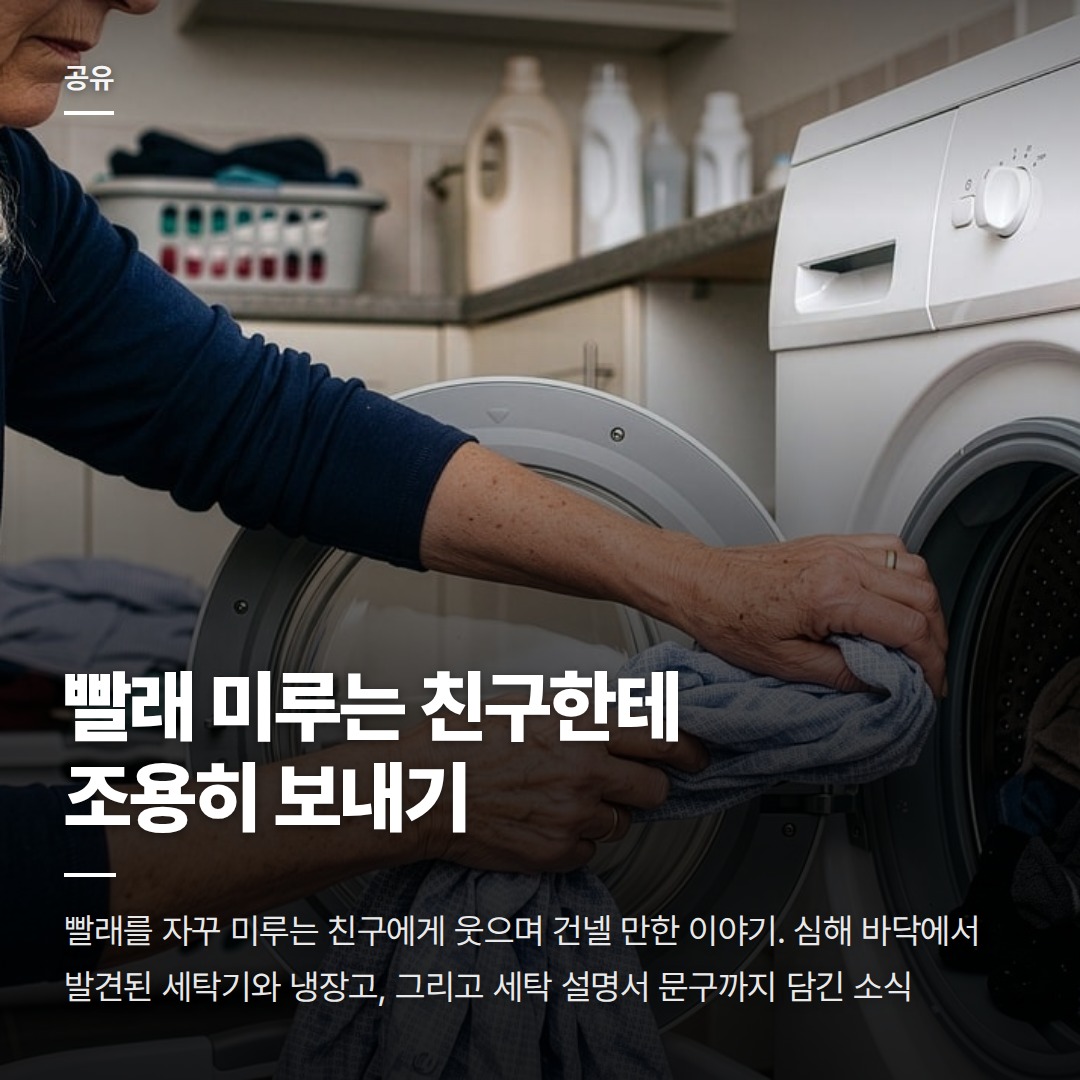 공유
빨래 미루는 친구한테
조용히 보내기
빨래를 자꾸 미루는 친구에게 웃으며 건넬 만한 이야기. 심해 바닥에서
발견된 세탁기와 냉장고, 그리고 세탁 설명서 문구까지 담긴 소식